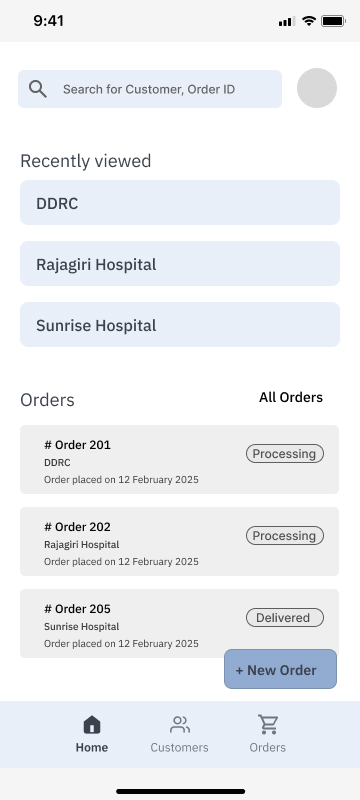 9:41
Search for Customer, Order ID
Recently viewed
DDRC
Rajagiri Hospital
Sunrise Hospital
Orders
All Orders
# Order 201
DDRC
Order placed on 12 February 2025
Processing
# Order 202
Rajagiri Hospital
Order placed on 12 February 2025
Processing
# Order 205
Sunrise Hospital
Order placed on 12 February 2025
Delivered
+ New Order
Home
Customers
Orders